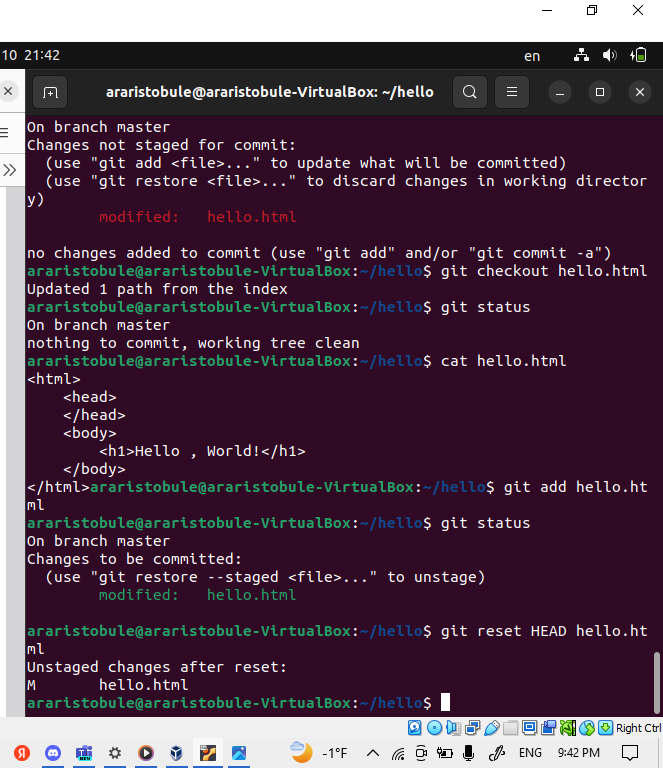 10 21:42
en
araristobule@araristobule-VirtualBox: ~/hello
On branch master
Changes not staged for commit:
  (use "git add <file>..." to update what will be committed)
  (use "git restore <file>..." to discard changes in working director
y)
        modified:   hello.html
no changes added to commit (use "git add" and/or "git commit -a")
araristobule@araristobule-VirtualBox:~/hello$ git checkout hello.html
Updated 1 path from the index
araristobule@araristobule-VirtualBox:~/hello$ git status
On branch master
nothing to commit, working tree clean
araristobule@araristobule-VirtualBox:~/hello$ cat hello.html
<html>
    <head>
    </head>
    <body>
        <h1>Hello , World!</h1>
    </body>
</html>araristobule@araristobule-VirtualBox:~/hello$ git add hello.ht
ml
araristobule@araristobule-VirtualBox:~/hello$ git status
On branch master
Changes to be committed:
  (use "git restore --staged <file>..." to unstage)
        modified:   hello.html
araristobule@araristobule-VirtualBox:~/hello$ git reset HEAD hello.ht
ml
Unstaged changes after reset:
M       hello.html
araristobule@araristobule-VirtualBox:~/hello$
Right Ctrl
Я
NEW
-1°F
ENG
9:42 PM